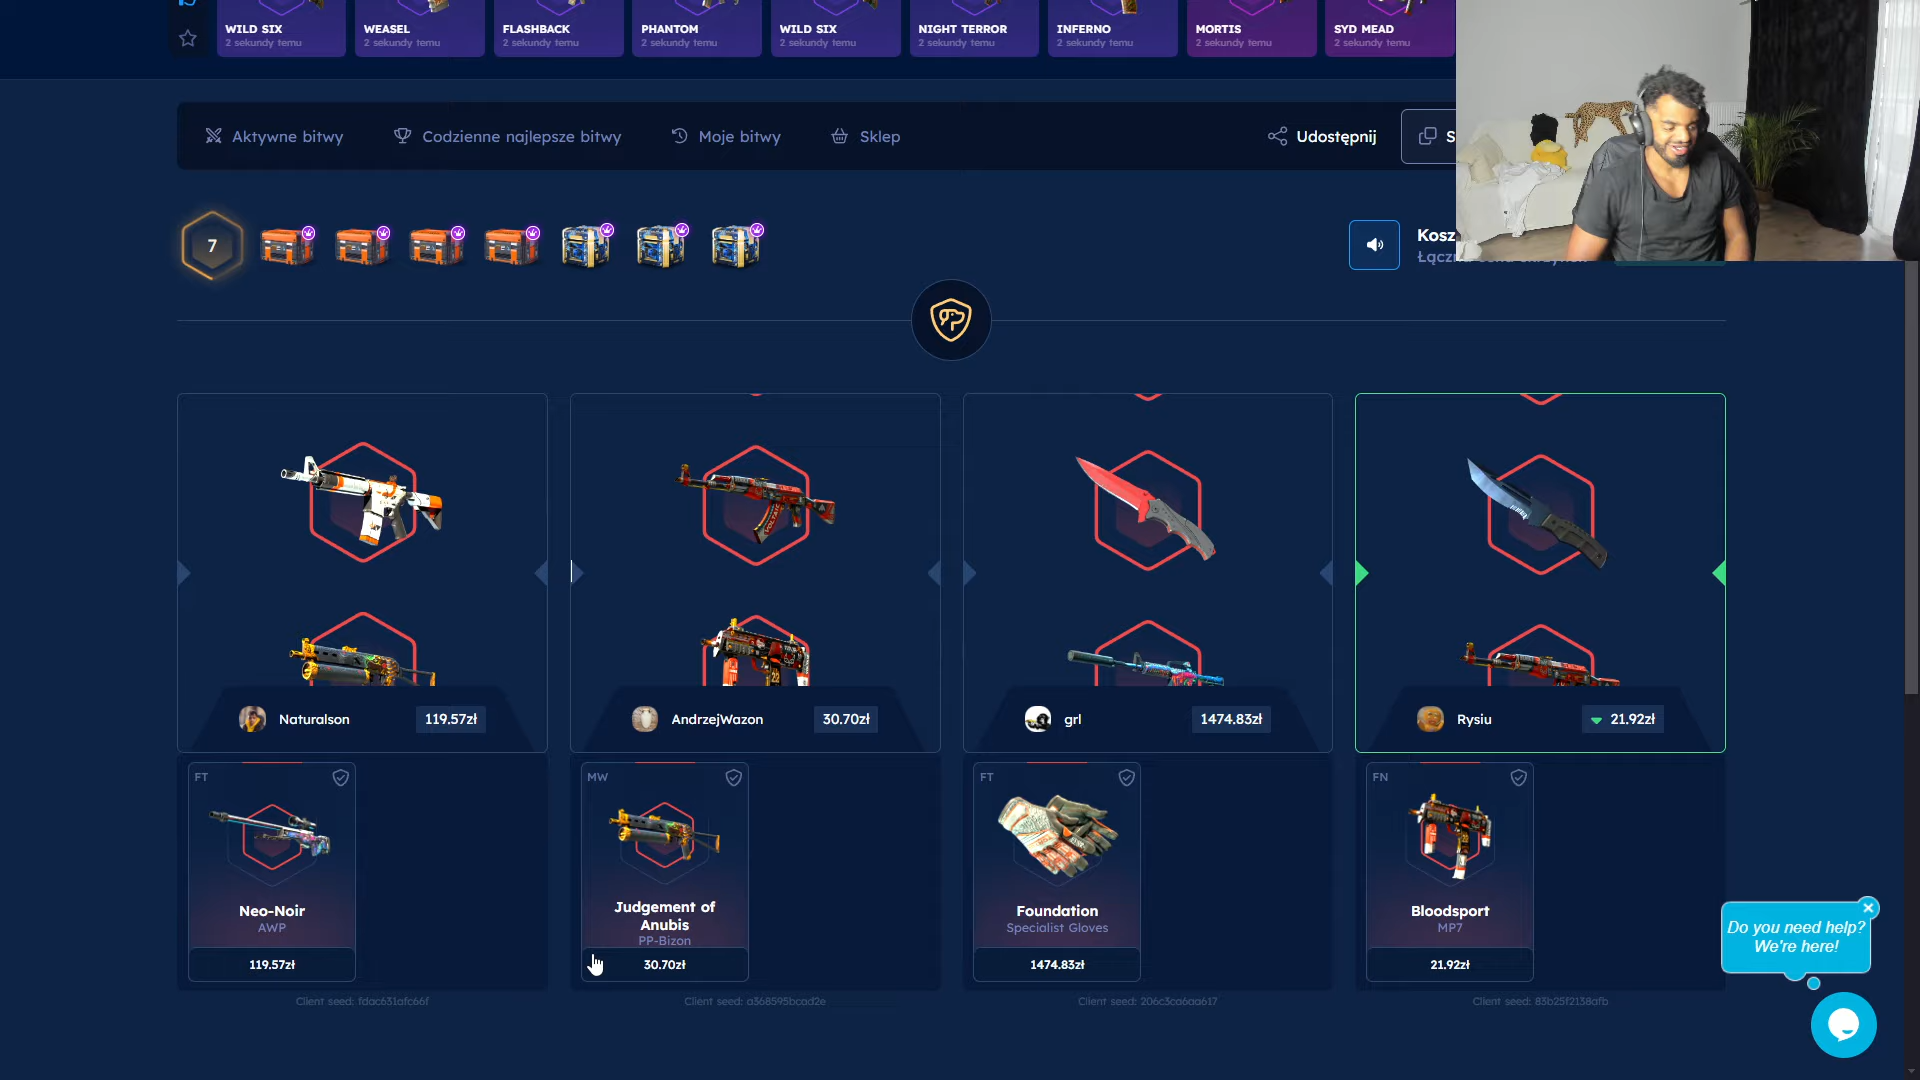 WILD SIX
2 sekundy temu
WEASEL
2 sekundy temu
FLASHBACK
2 sekundy temu
PHANTOM
2 sekundy temu
WILD SIX
2 sekundy temu
NIGHT TERROR
2 sekundy temu
INFERNO
2 sekundy temu
MORTIS
2 sekundy temu
SYD MEAD
2 sekundy temu
Aktywne bitwy
Codzienne najlepsze bitwy
Moje bitwy
Sklep
Udostępnij
S
7
Kosz
Naturalson
119.57zł
AndrzejWazon
30.70zł
grl
1474.83zł
Rysiu
21.92zł
FT
Neo-Noir
AWP
119.57zł
MW
Judgement of
Anubis
PP-Bizon
30.70zł
FT
Foundation
Specialist Gloves
1474.83zł
FN
Bloodsport
MP7
21.92zł
Client seed: fdac631afc66f
Client seed: a368595bcad2e
Client seed: 206c3ca6aa617
Client seed: 83b25f2138afb
Do you need help?
We're here!